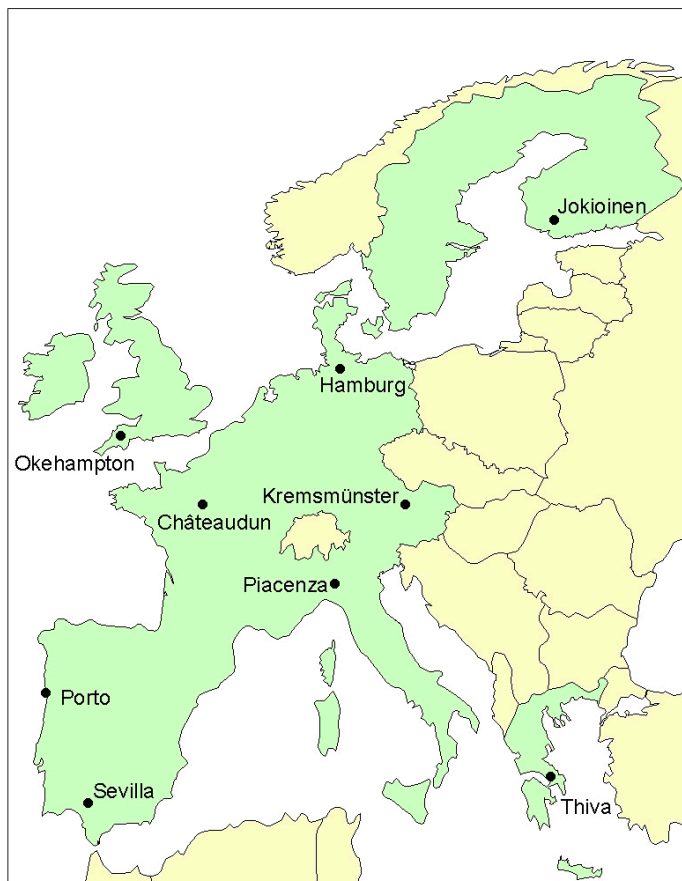 Jokioinen
Hamburg
Okehampton
Kremsmünster
Châteaudun
Piacenza
Porto
Sevilla
Thiva